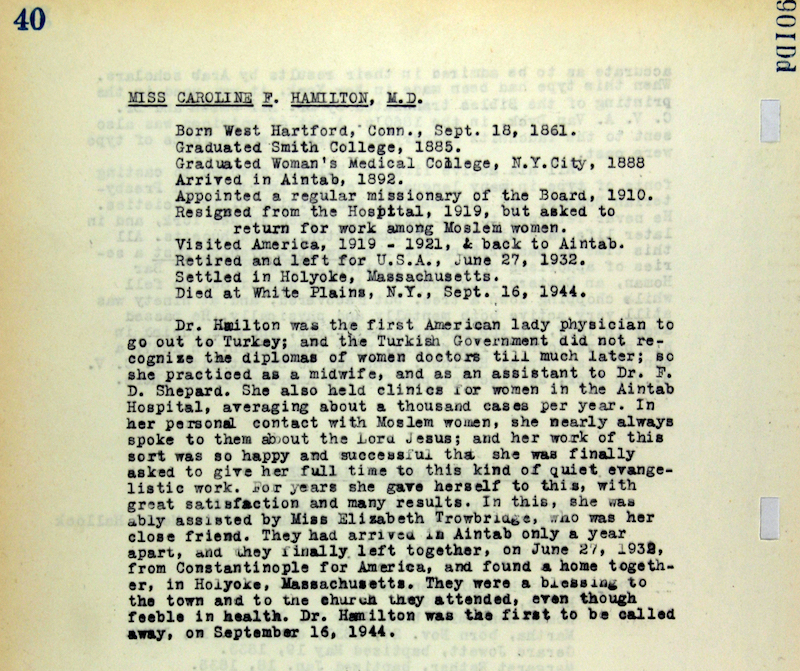 40
MISS CAROLINE F. HAMILTON, M.D.
Born West Hartford, Conn., Sept. 18, 1861.
Graduated Smith College, 1885.
Graduated Woman's Medical College, N.Y.City, 1888
Arrived in Aintab, 1892.
Appointed a regular missionary of the Board, 1910.
Resigned from the Hospital, 1919, but asked to
return for work among Moslem women.
Visited America, 1919 - 1921, & back to Aintab.
Retired and left for U.S.A., June 27, 1932.
Settled in Holyoke, Massachusetts.
Died at White Plains, N.Y., Sept. 16, 1944.
Dr. Hamilton was the first American lady physician to
go out to Turkey; and the Turkish Government did not re-
cognize the diplomas of women doctors till much later; so
she practiced as a midwife, and as an assistant to Dr. F.
D. Shepard. She also held clinics for women in the Aintab
Hospital, averaging about a thousand cases per year. In
her personal contact with Moslem women, she nearly always
spoke to them about the Lord Jesus; and her work of this
sort was so happy and successful tha she was finally
asked to give her full time to this kind of quiet evange-
listic work. For years she gave herself to this, with
great satisfaction and many results. In this, she was
ably assisted by Miss Elizabeth Trowbridge, who was her
close friend. They had arrived in Aintab only a year
apart, and they finally left together, on June 27, 1932,
from Constantinople for America, and found a home togeth-
er, in Holyoke, Massachusetts. They were a blessing to
the town and to the church they attended, even though
feeble in health. Dr. Hamilton was the first to be called
away, on September 16, 1944.